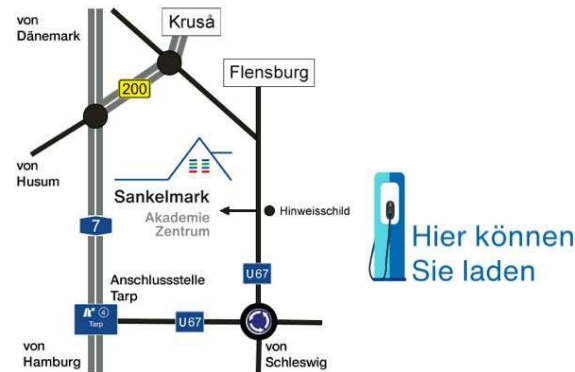 von
Dänemark
Kruså
Flensburg
200
von
Husum
Sankelmark
Akademie
Zentrum
Hinweisschild
7
Hier können
Sie laden
U67
Anschlussstelle
Tarp
4
Tarp
U67
von
Hamburg
von
Schleswig